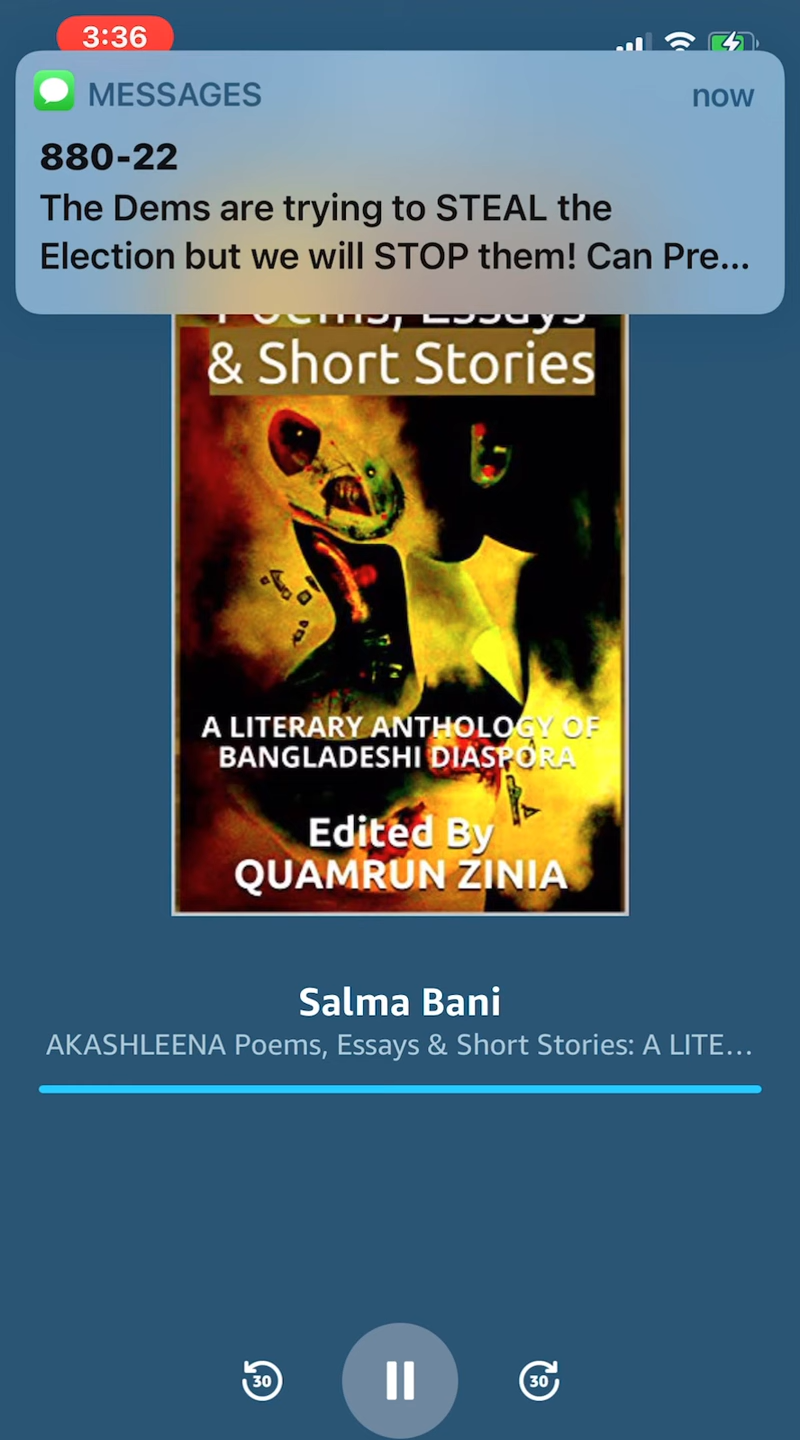 3:36
MESSAGES
now
880-22
The Dems are trying to STEAL the
Election but we will STOP them! Can Pre...
Poems, Essays
& Short Stories
A LITERARY ANTHOLOGY OF
BANGLADESHI DIASPORA
Edited By
QUAMRUN ZINIA
Salma Bani
AKASHLEENA Poems, Essays & Short Stories: A LITE...
30
30